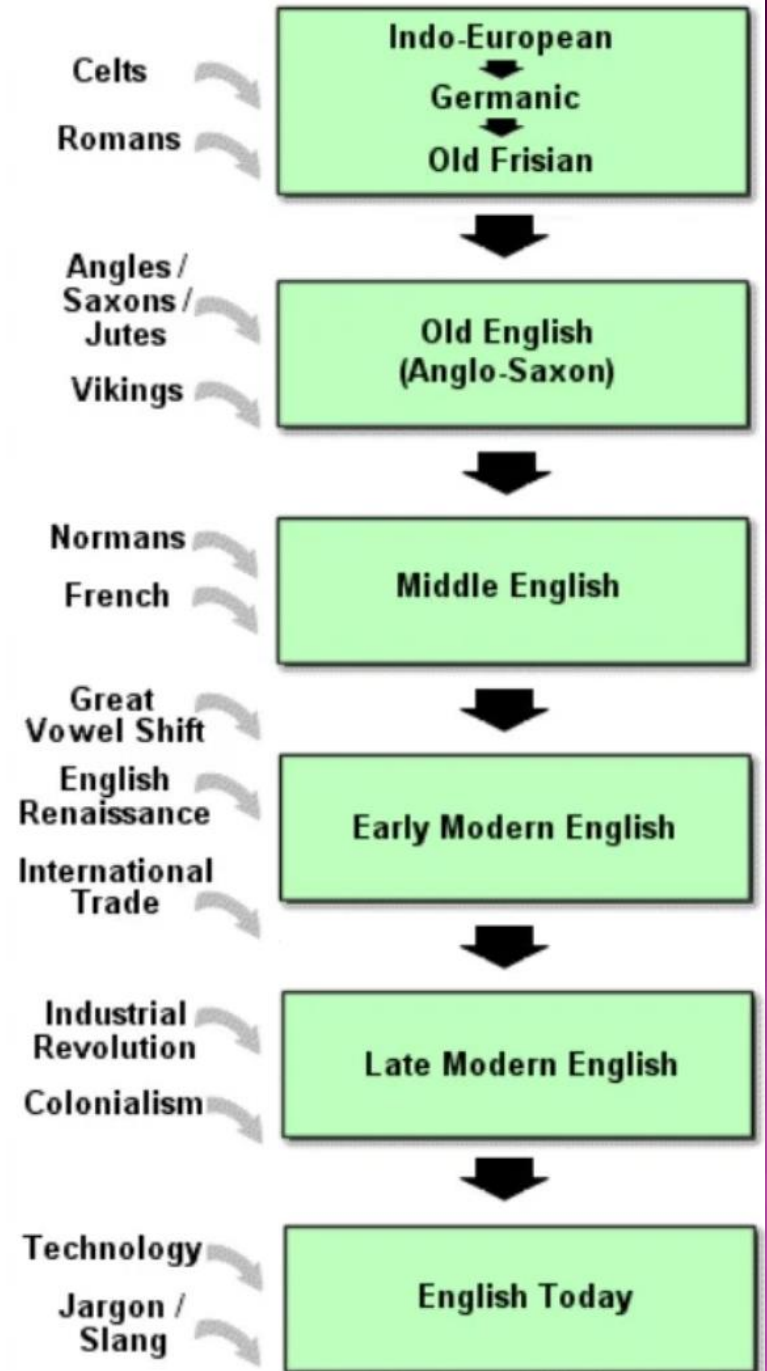 Indo-European
Celts
Germanic
Romans
Old Frisian
Angles /
Saxons /
Jutes
Vikings
Old English
(Anglo-Saxon)
Normans
French
Middle English
Great
Vowel Shift
English
Renaissance
International
Trade
Early Modern English
Industrial
Revolution
Colonialism
Late Modern English
Technology
Jargon /
Slang
English Today